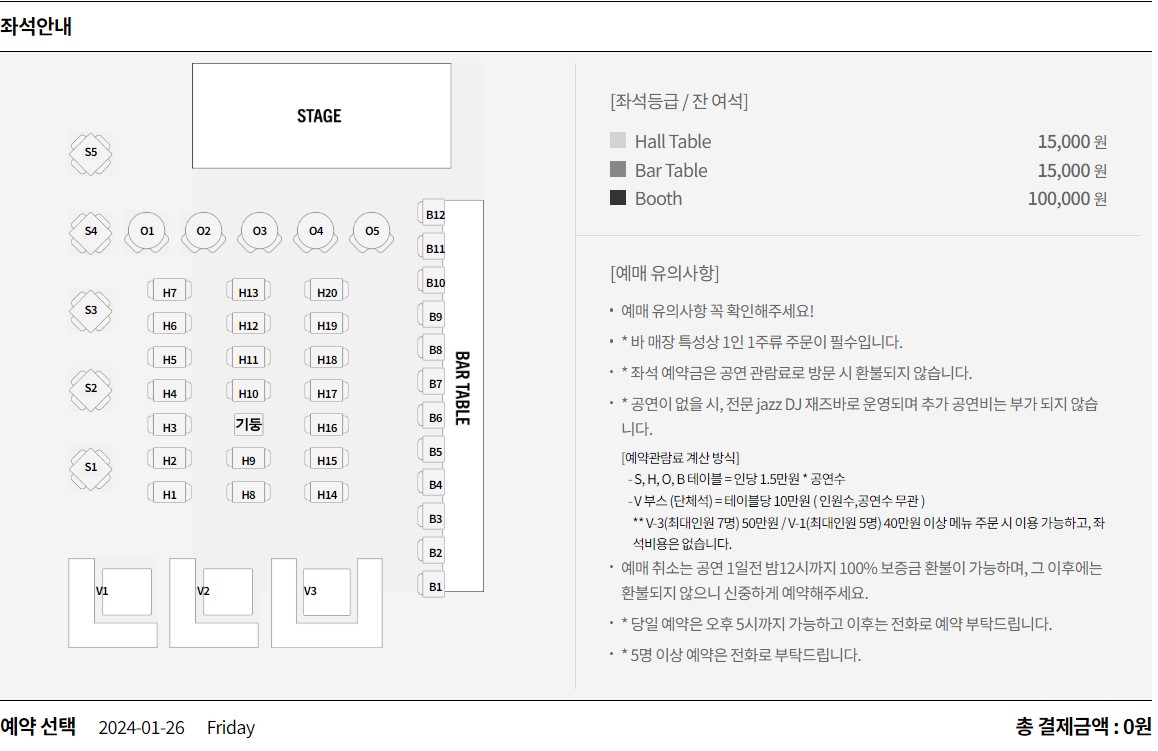 좌석안내
STAGE
S5
S4
O1
O2
O3
O4
O5
S3
S2
S1
H7
H13
H20
H6
H12
H19
H5
H11
H18
H4
H10
H17
H3
기둥
H16
H2
H9
H15
H1
H8
H14
B12
B11
B10
B9
B8
B7
B6
B5
B4
B3
B2
B1
BAR TABLE
V1
V2
V3
[좌석등급 / 잔 여석]
Hall Table 15,000 원
Bar Table 15,000 원
Booth 100,000 원
[예매 유의사항]
• 예매 유의사항 꼭 확인해주세요!
• * 바 매장 특성상 1인 1주류 주문이 필수입니다.
• * 좌석 예약금은 공연 관람료로 방문 시 환불되지 않습니다.
• * 공연이 없을 시, 전문 jazz DJ 재즈바로 운영되며 추가 공연비는 부가 되지 않습
니다.
[예약관람료 계산 방식]
- S, H, O, B 테이블 = 인당 1.5만원 * 공연수
- V 부스 (단체석) = 테이블당 10만원 ( 인원수,공연수 무관 )
** V-3(최대인원 7명) 50만원 / V-1(최대인원 5명) 40만원 이상 메뉴 주문 시 이용 가능하고, 좌
석비용은 없습니다.
• 예매 취소는 공연 1일전 밤12시까지 100% 보증금 환불이 가능하며, 그 이후에는
환불되지 않으니 신중하게 예약해주세요.
• * 당일 예약은 오후 5시까지 가능하고 이후는 전화로 예약 부탁드립니다.
• * 5명 이상 예약은 전화로 부탁드립니다.
예약 선택 2024-01-26 Friday
총 결제금액 : 0원